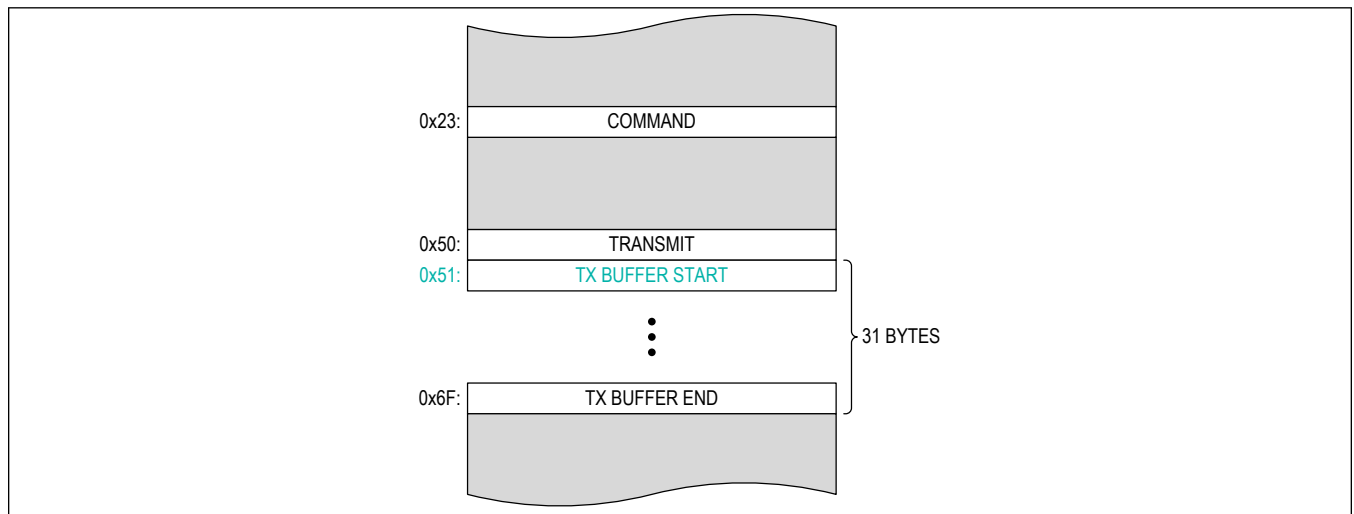 0x23: COMMAND
0x50: TRANSMIT
0x51: TX BUFFER START
31 BYTES
0x6F: TX BUFFER END